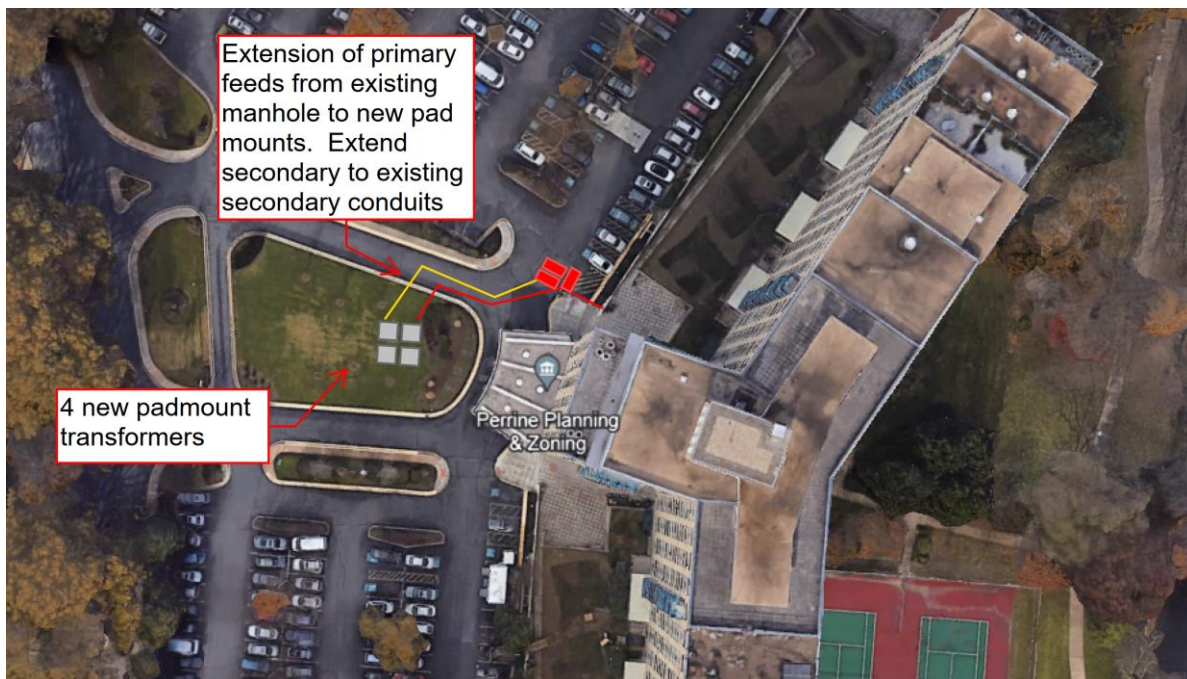 Extension of primary
feeds from existing
manhole to new pad
mounts.  Extend
secondary to existing
secondary conduits
4 new padmount
transformers
Perrine Planning
& Zoning